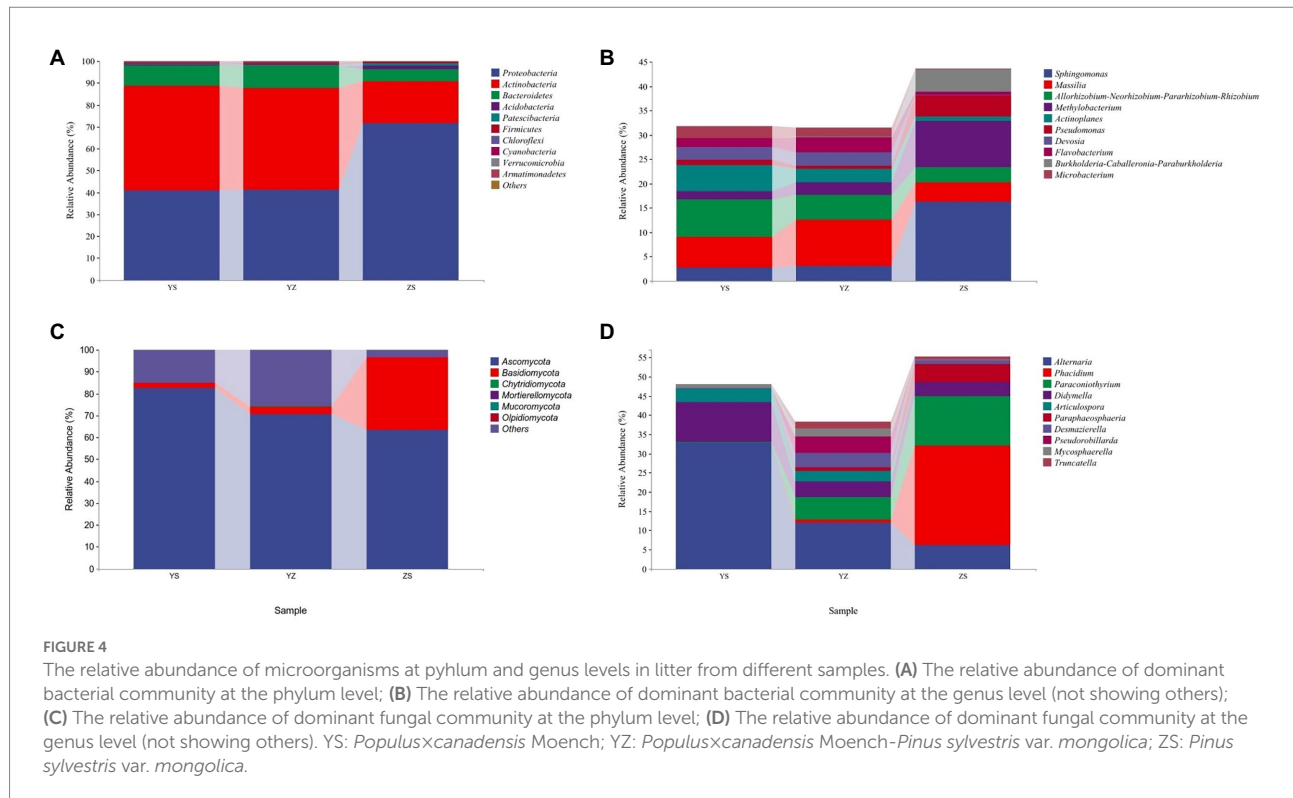 A
Relative Abundance (%)
100
90
80
70
60
50
40
30
20
10
0
YS
YZ
ZS
Proteobacteria
Actinobacteria
Bacteroidetes
Acidobacteria
Patescibacteria
Firmicutes
Chloroflexi
Cyanobacteria
Verrucomicrobia
Armatimonadetes
Others
B
Relative Abundance (%)
45
40
35
30
25
20
15
10
5
0
YS
YZ
ZS
Sphingomonas
Massilia
Allorhizobium-Neorhizobium-Pararhizobium-Rhizobium
Methylobacterium
Actinoplanes
Pseudomonas
Devosia
Flavobacterium
Burkholderia-Caballeronia-Paraburkholderia
Microbacterium
C
Relative Abundance (%)
100
90
80
70
60
50
40
30
20
10
0
YS
YZ
ZS
Sample
Ascomycota
Basidiomycota
Chytridiomycota
Mortierellomycota
Mucoromycota
Olpidiomycota
Others
D
Relative Abundance (%)
55
50
45
40
35
30
25
20
15
10
5
0
YS
YZ
ZS
Sample
Alternaria
Phacidium
Paraconiothyrium
Didymella
Articulospora
Paraphaeosphaeria
Desmazierella
Pseudorobillarda
Mycosphaerella
Truncatella
FIGURE 4
The relative abundance of microorganisms at pyhlum and genus levels in litter from different samples. (A) The relative abundance of dominant
bacterial community at the phylum level; (B) The relative abundance of dominant bacterial community at the genus level (not showing others);
(C) The relative abundance of dominant fungal community at the phylum level; (D) The relative abundance of dominant fungal community at the
genus level (not showing others). YS: Populus×canadensis Moench; YZ: Populus×canadensis Moench-Pinus sylvestris var. mongolica; ZS: Pinus
sylvestris var. mongolica.